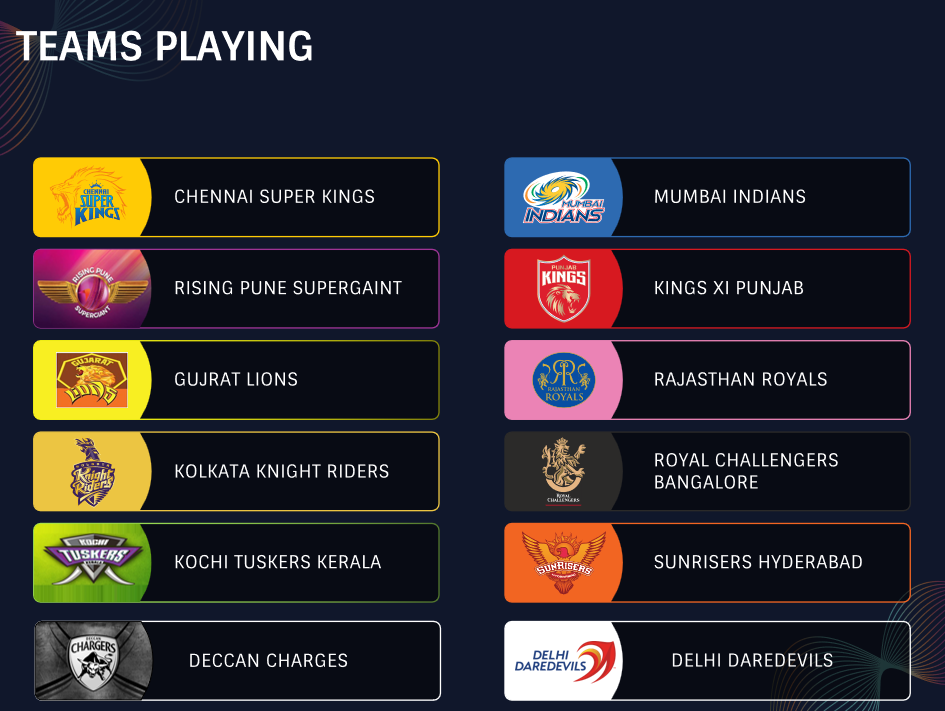 TEAMS PLAYING
CHENNAI
SUPER
KINGS
CHENNAI SUPER KINGS
MUMBAI
INDIANS
MUMBAI INDIANS
RISING PUNE
SUPERGIANT
RISING PUNE SUPERGAINT
PUNJAB
KINGS
KINGS XI PUNJAB
GUJARAT
LIONS
GUJRAT LIONS
RR
RAJASTHAN
ROYALS
RAJASTHAN ROYALS
KOLKATA
Knight
Riders
KOLKATA KNIGHT RIDERS
ROYAL
CHALLENGERS
ROYAL CHALLENGERS
BANGALORE
KOCHI
TUSKERS
KERALA
KOCHI TUSKERS KERALA
SUNRISERS
SUNRISERS HYDERABAD
DECCAN
CHARGERS
DECCAN CHARGES
DELHI
DAREDEVILS
DELHI DAREDEVILS